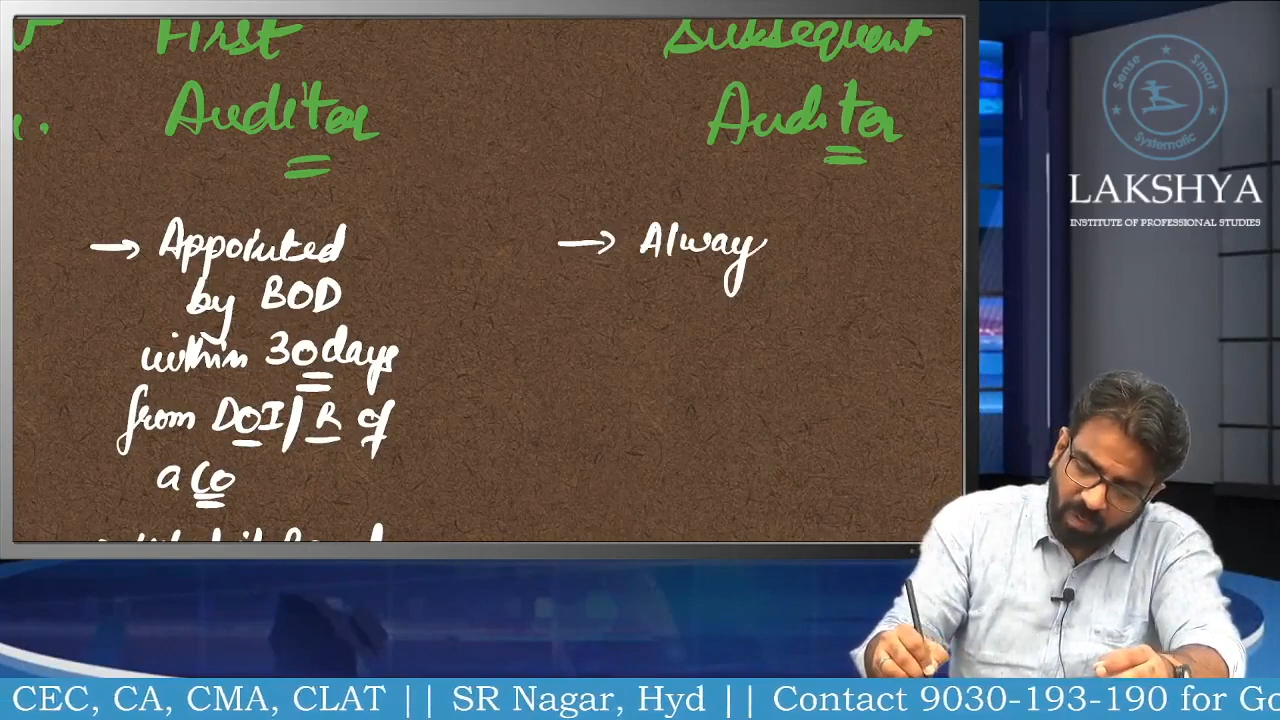 First
Auditor
→ Appointed
by BOD
within 30 days
from DOI/R of
a Co
Subsequent
Auditor
→ Alway
Sense
Smart
Systematic
LAKSHYA
INSTITUTE OF PROFESSIONAL STUDIES
CEC, CA, CMA, CLAT || SR Nagar, Hyd || Contact 9030-193-190 for Go